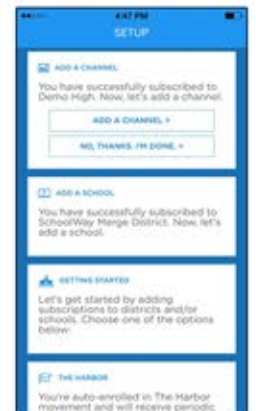 4:47 PM
SETUP
ADD A CHANNEL
You have successfully subscribed to
Demo High. Now, let's add a channel.
ADD A CHANNEL >
NO, THANKS. I'M DONE. >
ADD A SCHOOL
You have successfully subscribed to
SchoolWay Merge District. Now, let's
add a school.
GETTING STARTED
Let's get started by adding
subscriptions to districts and/or
schools. Choose one of the options
below:
THE HARBOR
You're auto-enrolled in The Harbor
movement and will receive periodic